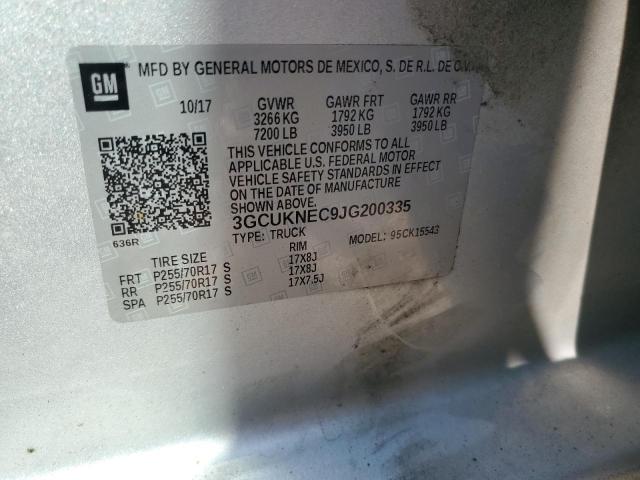 GM
MFD BY GENERAL MOTORS DE MEXICO, S. DE R.L. DE C.V.
10/17 GVWR GAWR FRT GAWR RR
3266 KG 1792 KG 1792 KG
7200 LB 3950 LB 3950 LB
THIS VEHICLE CONFORMS TO ALL
APPLICABLE U.S. FEDERAL MOTOR
VEHICLE SAFETY STANDARDS IN EFFECT
ON THE DATE OF MANUFACTURE
SHOWN ABOVE.
3GCUKNEC9JG200335
636R
TYPE: TRUCK MODEL: 95CK15543
TIRE SIZE RIM
FRT P255/70R17 S 17X8J
RR P255/70R17 S 17X8J
SPA P255/70R17 S 17X7.5J